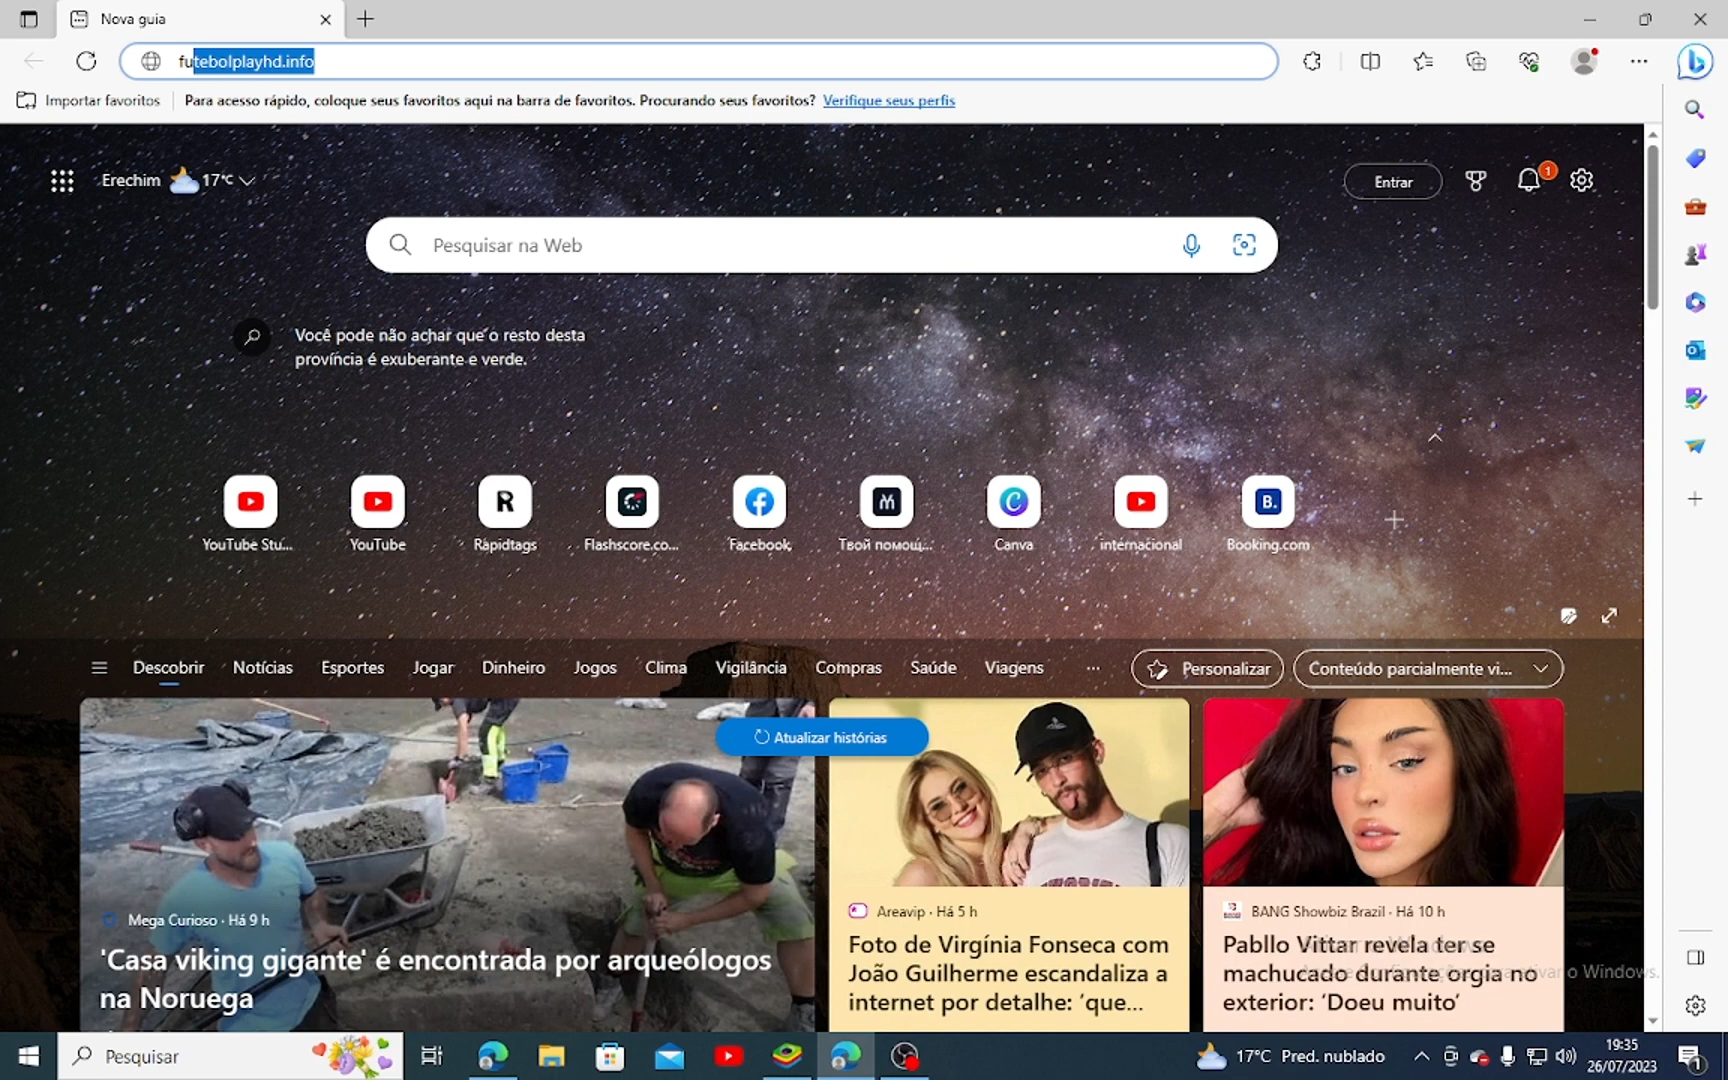 Nova guia
futebolplayhd.info
Importar favoritos
Para acesso rápido, coloque seus favoritos aqui na barra de favoritos. Procurando seus favoritos? Verifique seus perfis
Erechim 17°C
Entrar
1
Pesquisar na Web
Você pode não achar que o resto desta
província é exuberante e verde.
YouTube Stu...
YouTube
Rapidtags
Flashscore.co...
Facebook
Твой помощ...
Canva
internacional
Booking.com
Descobrir Notícias Esportes Jogar Dinheiro Jogos Clima Vigilância Compras Saúde Viagens ... Personalizar Conteúdo parcialmente vi...
Atualizar histórias
Mega Curioso · Há 9 h
'Casa viking gigante' é encontrada por arqueólogos
na Noruega
Areavip · Há 5 h
Foto de Virgínia Fonseca com
João Guilherme escandaliza a
internet por detalhe: ‘que...
BANG Showbiz Brazil · Há 10 h
Pabllo Vittar revela ter se
machucado durante orgia no
exterior: ‘Doeu muito’
o Windows.
Pesquisar
17°C Pred. nublado
19:35
26/07/2023
1